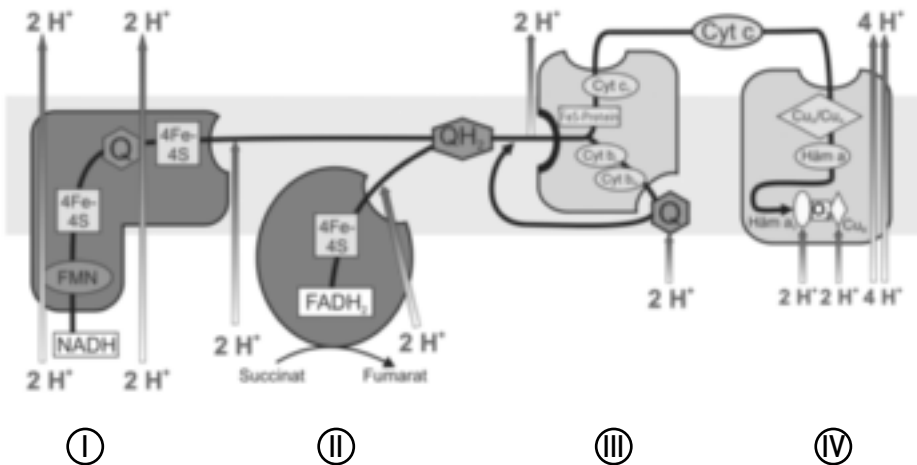 2 H⁺ 2 H⁺ 2 H⁺ 4 H⁺
Cyt c
Cyt c₁
FeS-Protein
Cuₐ/Cuₐ
4Fe-
4S
Q
QH₂
Cyt b
Cyt b
Häm a
4Fe-
4S
4Fe-
4S
Q
Häm a
O₂
Cu
FMN
FADH₂
2 H⁺ 2 H⁺ 2 H⁺ 4 H⁺
NADH
2 H⁺
2 H⁺
Succinat
Fumarat
2 H⁺ 2 H⁺
I II III IV